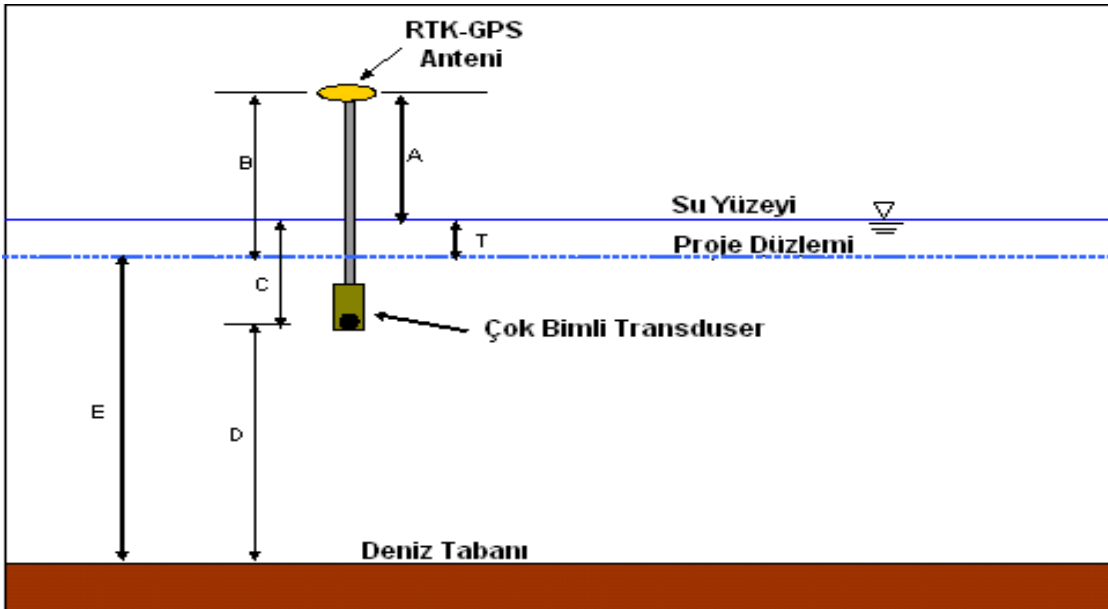 RTK-GPS
Anteni
B
A
Su Yüzeyi
T
Proje Düzlemi
C
Çok Bimli Transduser
E
D
Deniz Tabanı